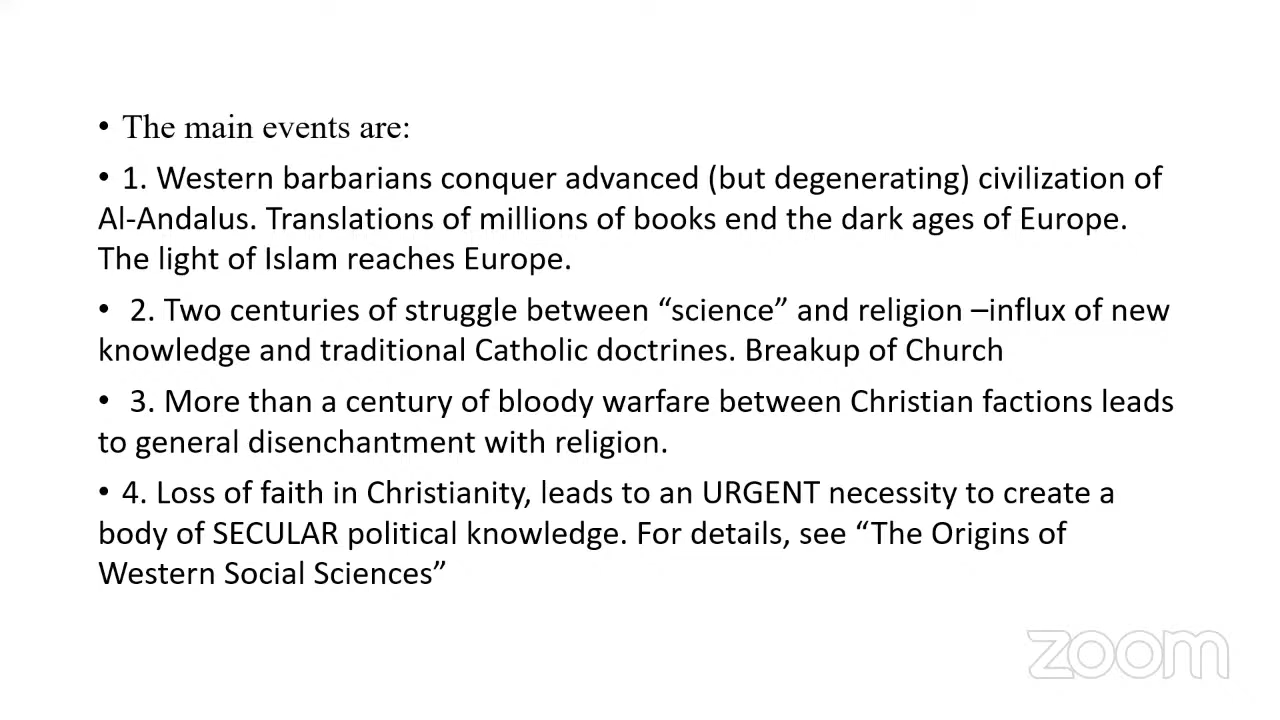 • The main events are:
• 1. Western barbarians conquer advanced (but degenerating) civilization of
Al-Andalus. Translations of millions of books end the dark ages of Europe.
The light of Islam reaches Europe.
• 2. Two centuries of struggle between “science” and religion –influx of new
knowledge and traditional Catholic doctrines. Breakup of Church
• 3. More than a century of bloody warfare between Christian factions leads
to general disenchantment with religion.
• 4. Loss of faith in Christianity, leads to an URGENT necessity to create a
body of SECULAR political knowledge. For details, see “The Origins of
Western Social Sciences”
zoom